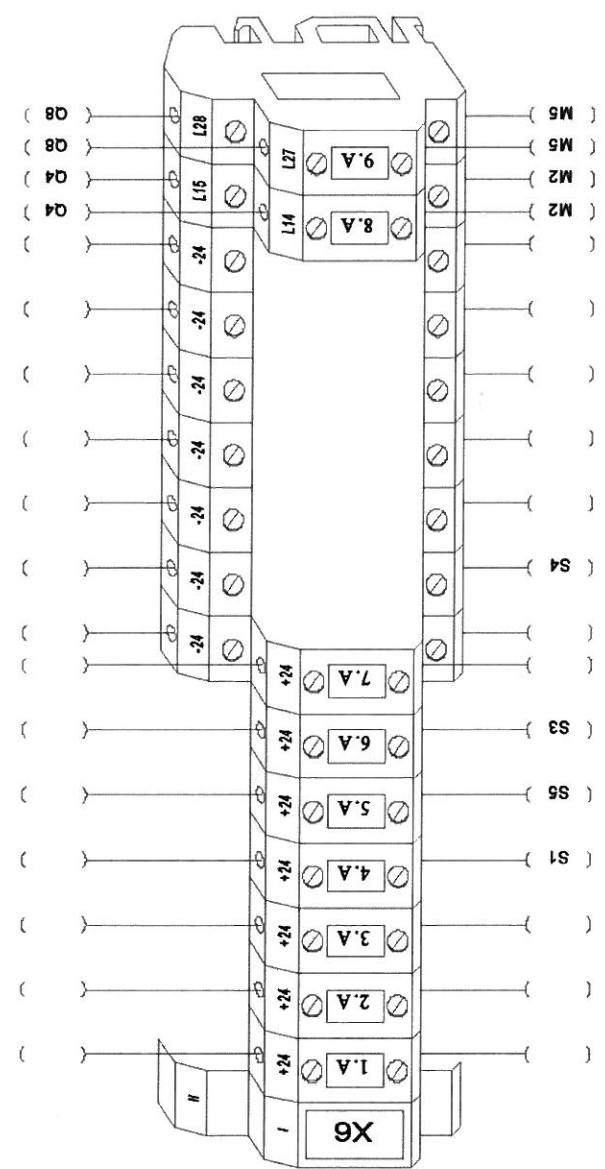 ( Q8 ) L28 ( M5 )
( Q8 ) L27 9.A ( M5 )
( Q4 ) L15 ( M2 )
( Q4 ) L14 8.A ( M2 )
( ) -24 ( )
( ) -24 ( )
( ) -24 ( )
( ) -24 ( )
( ) -24 ( )
( ) -24 ( S4 )
( ) -24 ( )
( ) +24 7.A ( )
( ) +24 6.A ( S3 )
( ) +24 5.A ( S5 )
( ) +24 4.A ( S1 )
( ) +24 3.A ( )
( ) +24 2.A ( )
( ) +24 1.A ( )
II
I X6